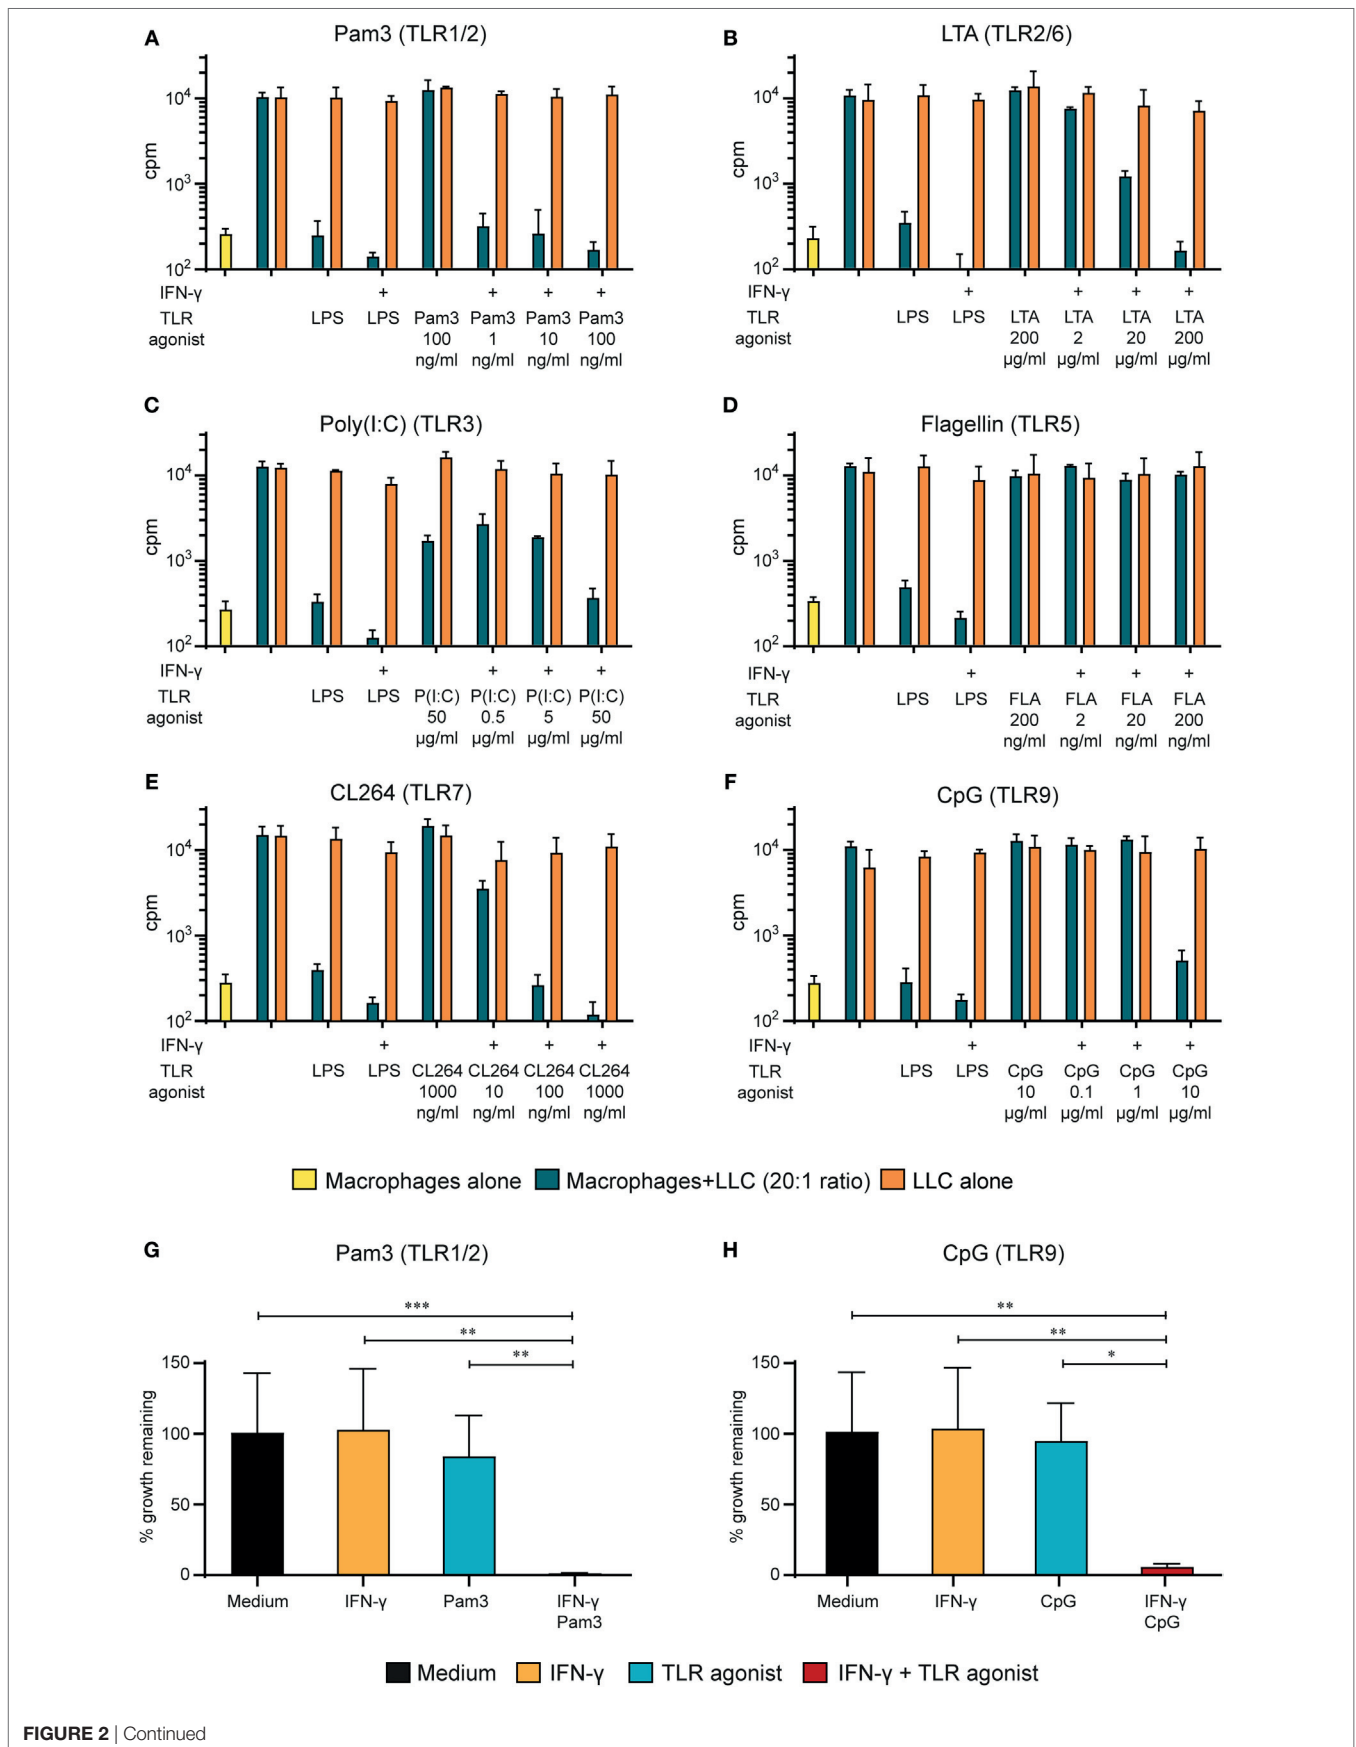 A
Pam3 (TLR1/2)
cpm
10⁴
10³
10²
IFN-γ + + + +
TLR agonist LPS LPS Pam3 100 ng/ml Pam3 1 ng/ml Pam3 10 ng/ml Pam3 100 ng/ml
B
LTA (TLR2/6)
cpm
10⁴
10³
10²
IFN-γ + + + +
TLR agonist LPS LPS LTA 200 µg/ml LTA 2 µg/ml LTA 20 µg/ml LTA 200 µg/ml
C
Poly(I:C) (TLR3)
cpm
10⁴
10³
10²
IFN-γ + + + +
TLR agonist LPS LPS P(I:C) 50 µg/ml P(I:C) 0.5 µg/ml P(I:C) 5 µg/ml P(I:C) 50 µg/ml
D
Flagellin (TLR5)
cpm
10⁴
10³
10²
IFN-γ + + + +
TLR agonist LPS LPS FLA 200 ng/ml FLA 2 ng/ml FLA 20 ng/ml FLA 200 ng/ml
E
CL264 (TLR7)
cpm
10⁴
10³
10²
IFN-γ + + + +
TLR agonist LPS LPS CL264 1000 ng/ml CL264 10 ng/ml CL264 100 ng/ml CL264 1000 ng/ml
F
CpG (TLR9)
cpm
10⁴
10³
10²
IFN-γ + + + +
TLR agonist LPS LPS CpG 10 µg/ml CpG 0.1 µg/ml CpG 1 µg/ml CpG 10 µg/ml
Macrophages alone Macrophages+LLC (20:1 ratio) LLC alone
G
Pam3 (TLR1/2)
***
**
**
% growth remaining
150
100
50
0
Medium IFN-γ Pam3 IFN-γ Pam3
H
CpG (TLR9)
**
**
*
% growth remaining
150
100
50
0
Medium IFN-γ CpG IFN-γ CpG
Medium IFN-γ TLR agonist IFN-γ + TLR agonist
FIGURE 2 | Continued